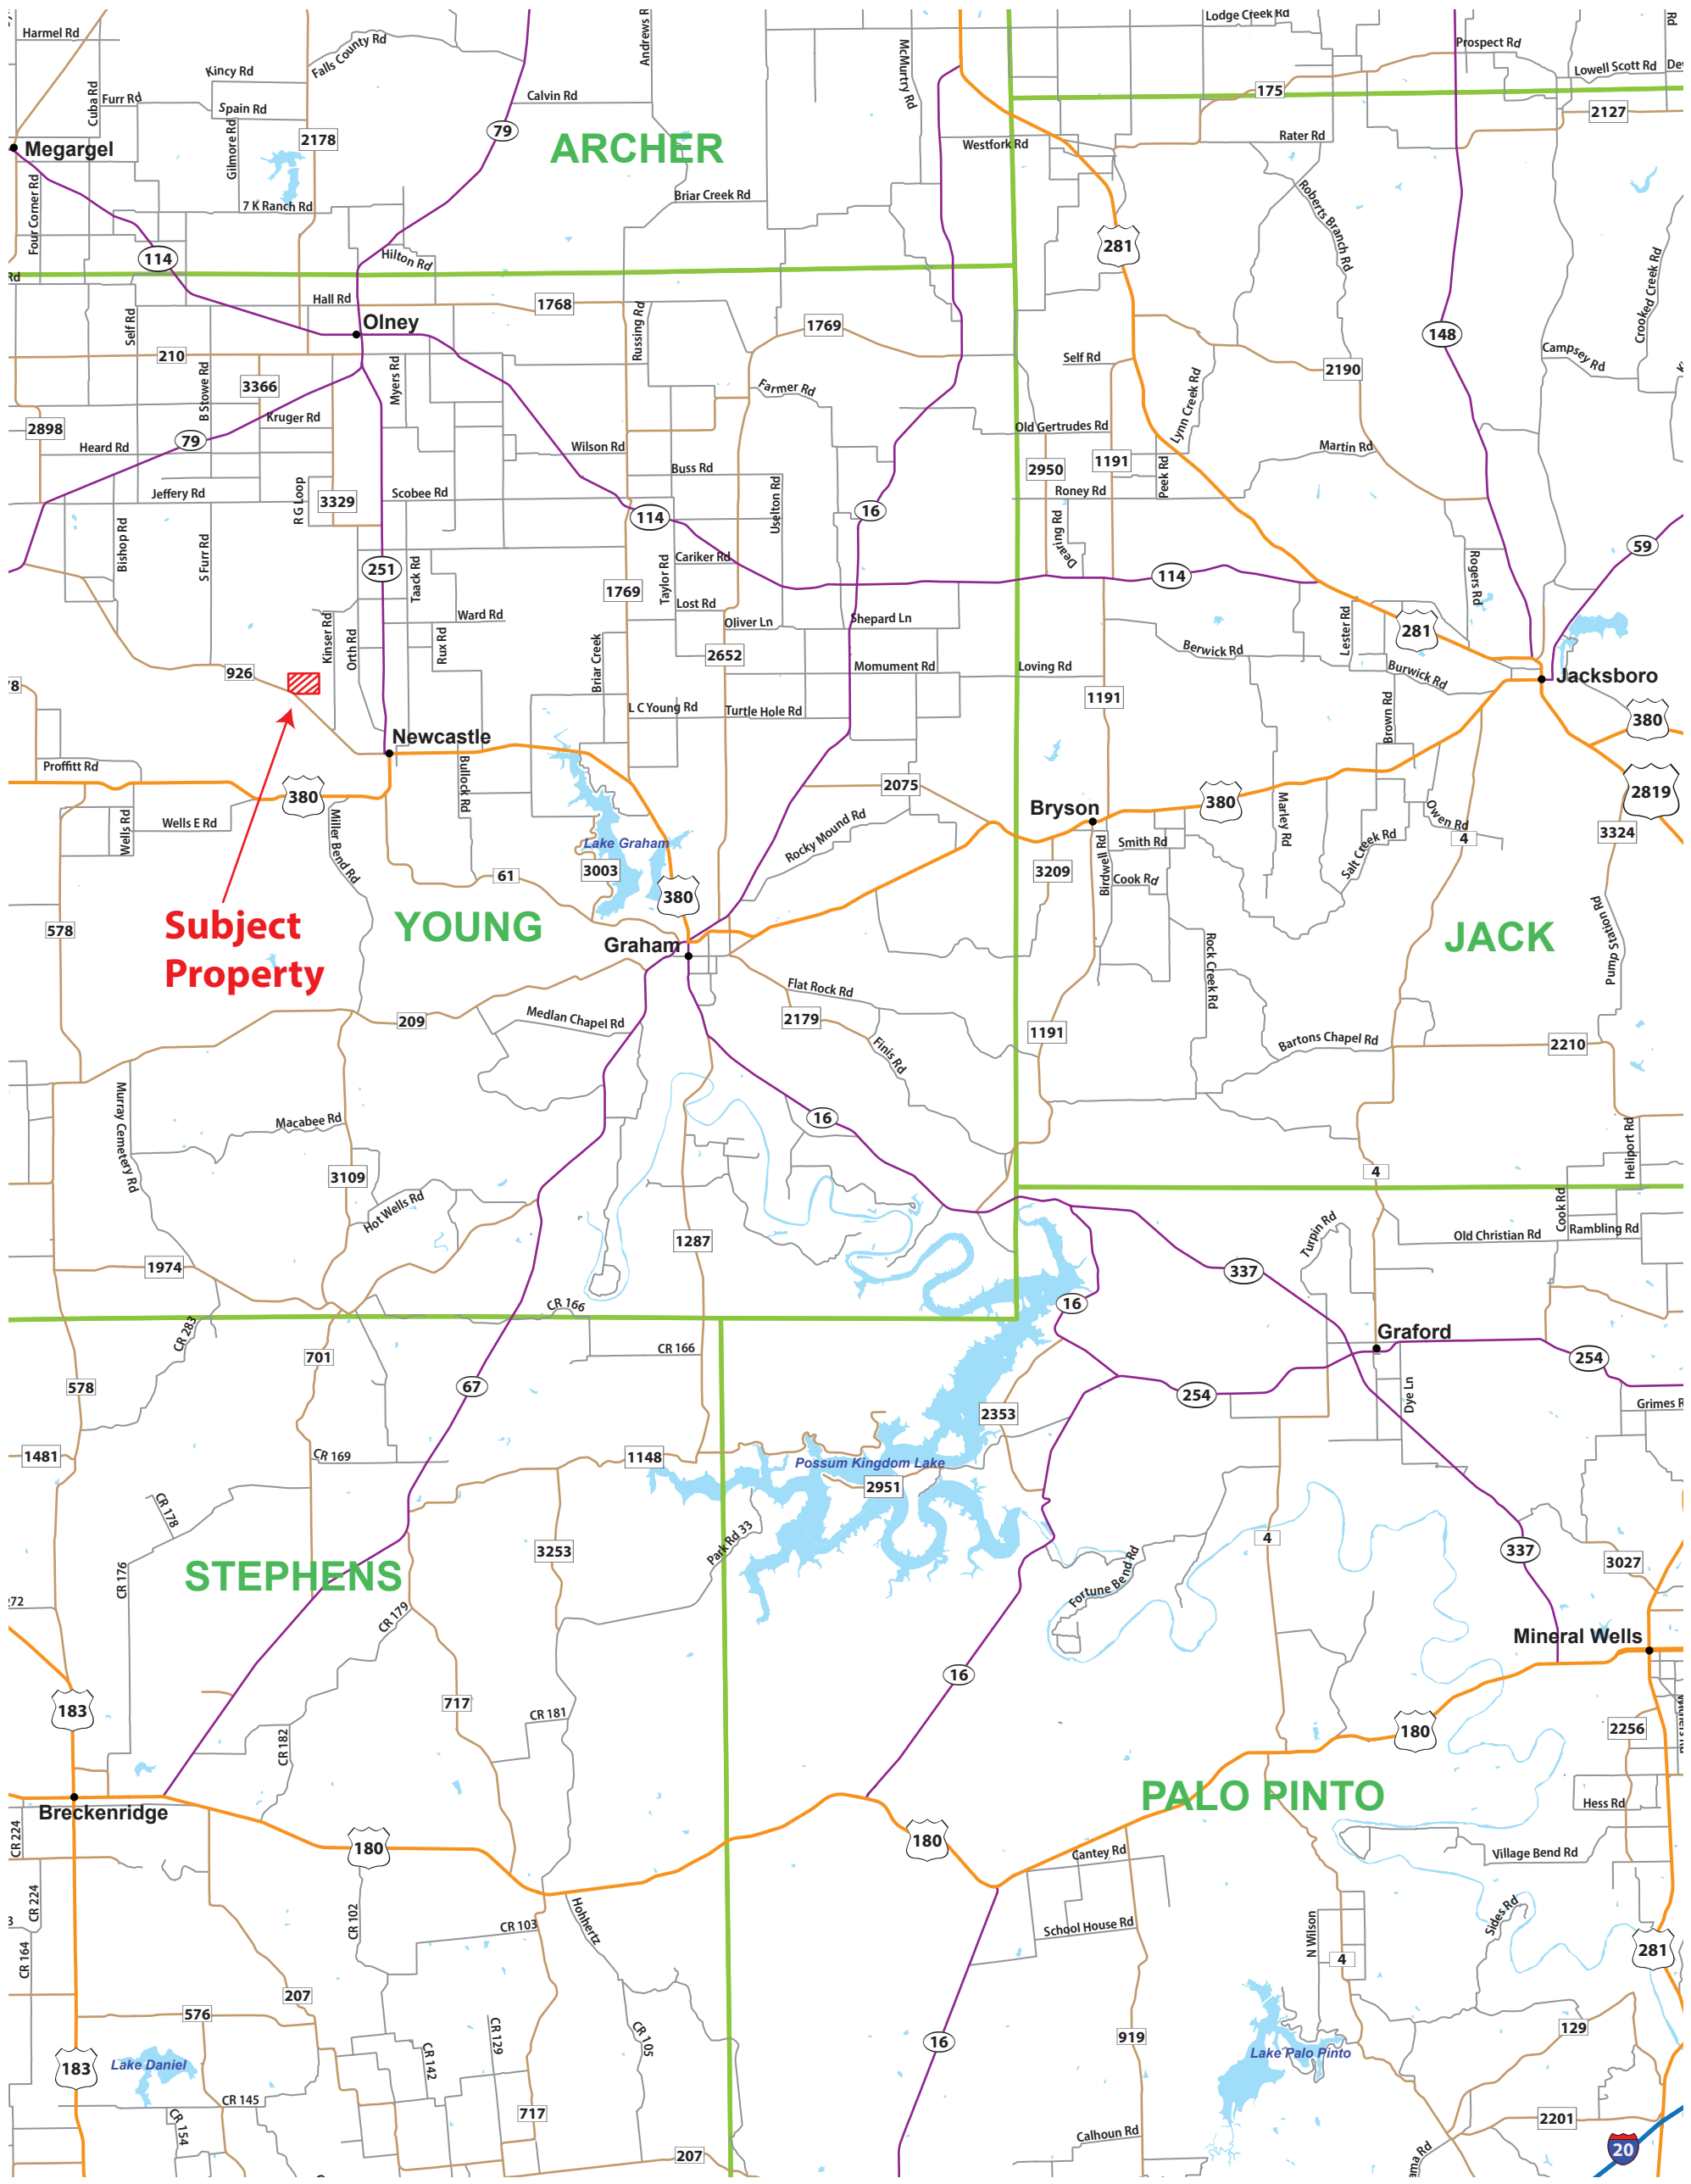 Harmel Rd
Falls County Rd
Andrews R
McMurtry Rd
Lodge Creek Rd
Prospect Rd
Rd
Kincy Rd
Lowell Scott Rd
De
Cuba Rd
Furr Rd
Spain Rd
Calvin Rd
175
2127
79
2178
Gilmore Rd
ARCHER
Westfork Rd
Rater Rd
Megargel
Four Corner Rd
7 K Ranch Rd
Briar Creek Rd
Roberts Branch Rd
114
Hilton Rd
281
Crooked Creek Rd
Rd
Hall Rd
1768
Self Rd
Olney
Russing Rd
1769
148
210
Self Rd
Campsey Rd
B Stowe Rd
3366
Myers Rd
Farmer Rd
Lynn Creek Rd
2190
2898
Kruger Rd
Old Gertrudes Rd
79
Heard Rd
Wilson Rd
Martin Rd
Buss Rd
2950
1191
Peek Rd
Jeffery Rd
R G Loop
3329
Scobee Rd
Uselton Rd
Roney Rd
114
16
Bishop Rd
S Furr Rd
Dearing Rd
59
251
Taack Rd
Cariker Rd
Taylor Rd
114
Rogers Rd
1769
Lost Rd
Ward Rd
Oliver Ln
Shepard Ln
Kinser Rd
Orth Rd
Rux Rd
Briar Creek
2652
Lester Rd
281
Berwick Rd
926
Momument Rd
Loving Rd
Burwick Rd
Jacksboro
78
L C Young Rd
Turtle Hole Rd
1191
Brown Rd
380
Newcastle
Proffitt Rd
Bullock Rd
2075
380
Bryson
380
2819
Wells Rd
Wells E Rd
Miller Bend Rd
Rocky Mound Rd
Marley Rd
Owen Rd
4
3324
Lake Graham
Smith Rd
Salt Creek Rd
3003
61
380
3209
Birdwell Rd
Cook Rd
Subject
Property
YOUNG
578
Graham
JACK
Pump Station Rd
Rock Creek Rd
Flat Rock Rd
209
Medlan Chapel Rd
2179
Finis Rd
1191
Bartons Chapel Rd
2210
Murray Cemetery Rd
Macabee Rd
16
Heliport Rd
3109
4
Hot Wells Rd
Cook Rd
Turpin Rd
Old Christian Rd
Rambling Rd
1287
1974
337
CR 166
16
CR 283
Graford
701
CR 166
254
578
67
254
Dye Ln
2353
Grimes R
1481
CR 169
1148
Possum Kingdom Lake
2951
CR 178
Park Rd 33
4
337
3253
3027
CR 176
STEPHENS
Fortune Bend Rd
272
CR 179
Mineral Wells
16
183
717
CR 181
180
2256
CR 182
PALO PINTO
Breckenridge
Hess Rd
CR 224
180
180
Cantey Rd
Village Bend Rd
CR 224
CR 102
CR 103
Hohhertz
School House Rd
N Wilson
Sides Rd
3
CR 164
4
281
207
576
CR 129
CR 105
16
919
129
183
Lake Daniel
CR 142
Lake Palo Pinto
CR 145
CR 154
717
2201
Calhoun Rd
207
ama Rd
20